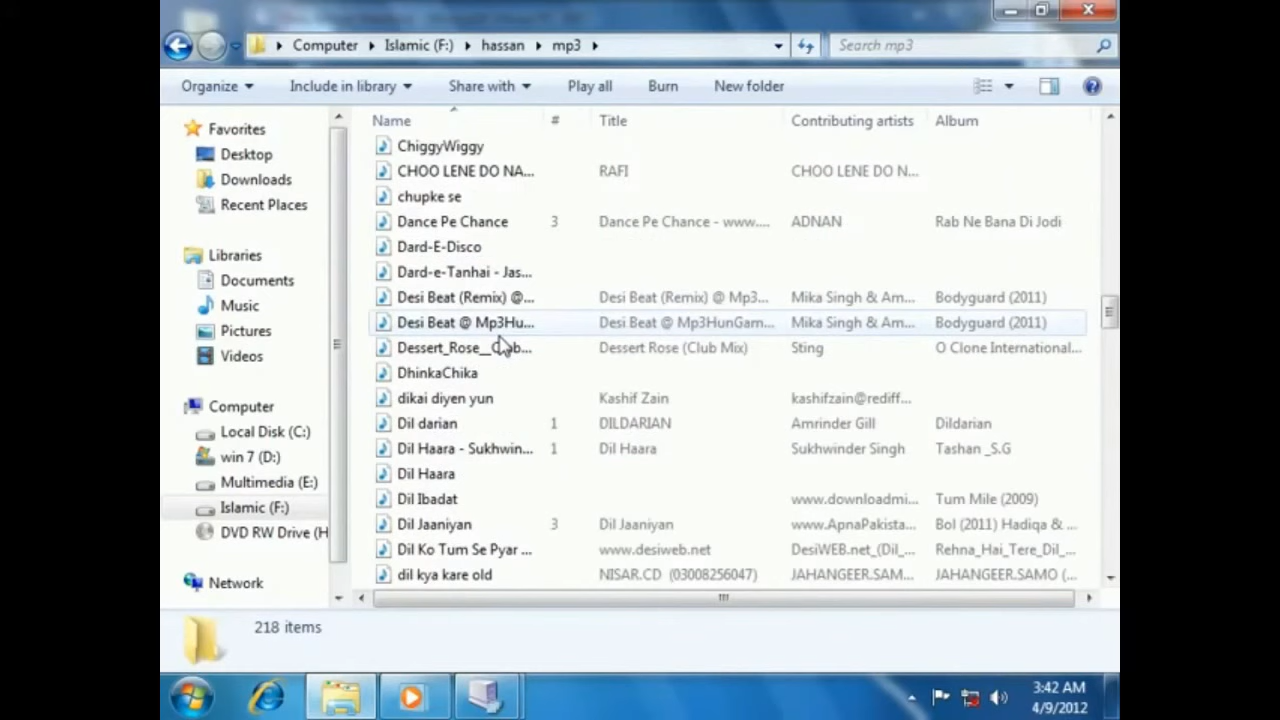 Computer Islamic (F:) hassan mp3 Search mp3
Organize Include in library Share with Play all Burn New folder
Name # Title Contributing artists Album
Favorites
Desktop
Downloads
Recent Places
Libraries
Documents
Music
Pictures
Videos
Computer
Local Disk (C:)
win 7 (D:)
Multimedia (E:)
Islamic (F:)
DVD RW Drive (H
Network
ChiggyWiggy
CHOO LENE DO NA... RAFI CHOO LENE DO N...
chupke se
Dance Pe Chance 3 Dance Pe Chance - www.... ADNAN Rab Ne Bana Di Jodi
Dard-E-Disco
Dard-e-Tanhai - Jas...
Desi Beat (Remix) @... Desi Beat (Remix) @ Mp3... Mika Singh & Am... Bodyguard (2011)
Desi Beat @ Mp3Hu... Desi Beat @ Mp3HunGam... Mika Singh & Am... Bodyguard (2011)
Dessert_Rose__Club... Dessert Rose (Club Mix) Sting O Clone International...
DhinkaChika
dikai diyen yun Kashif Zain kashifzain@rediff...
Dil darian 1 DILDARIAN Amrinder Gill Dildarian
Dil Haara - Sukhwin... 1 Dil Haara Sukhwinder Singh Tashan _S.G
Dil Haara
Dil Ibadat www.downloadmi... Tum Mile (2009)
Dil Jaaniyan 3 Dil Jaaniyan www.ApnaPakista... Bol (2011) Hadiqa & ...
Dil Ko Tum Se Pyar ... www.desiweb.net DesiWEB.net_(Dil_... Rehna_Hai_Tere_Dil_...
dil kya kare old NISAR.CD (03008256047) JAHANGEER.SAM... JAHANGEER.SAMO (...
218 items
3:42 AM
4/9/2012